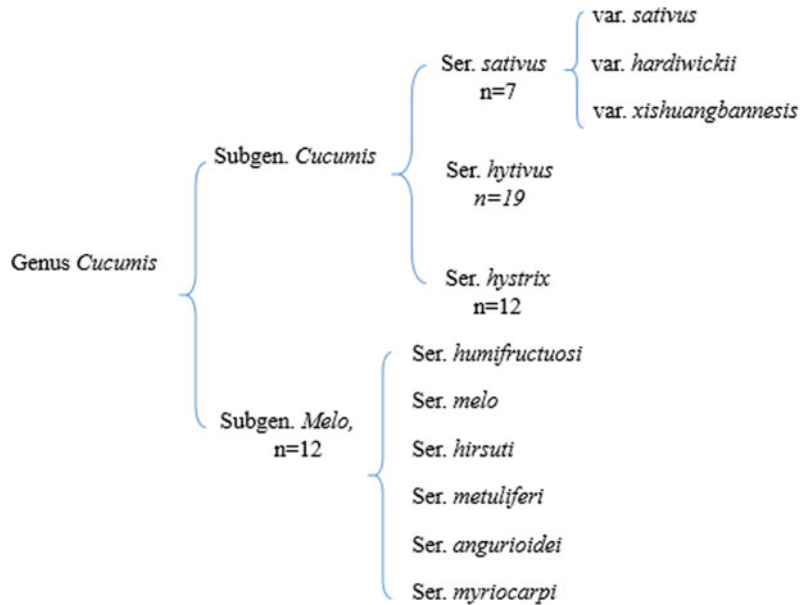 Genus Cucumis
Subgen. Cucumis
Ser. sativus
n=7
var. sativus
var. hardiwickii
var. xishuangbannesis
Ser. hytivus
n=19
Ser. hystrix
n=12
Subgen. Melo,
n=12
Ser. humifructuosi
Ser. melo
Ser. hirsuti
Ser. metuliferi
Ser. angurioidei
Ser. myriocarpi